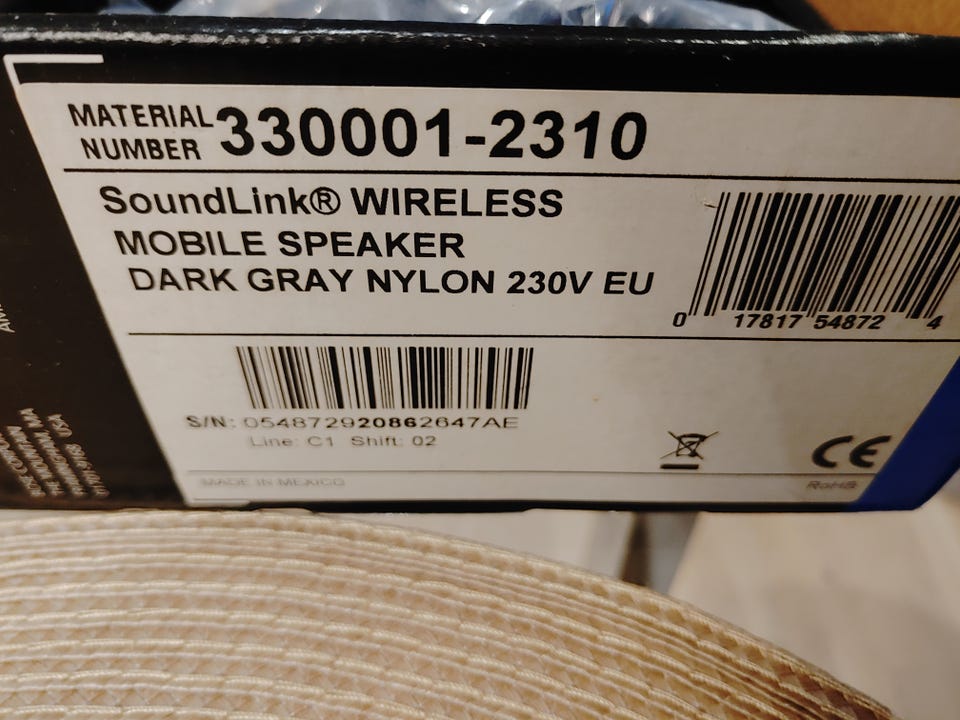 MATERIAL
NUMBER 330001-2310
SoundLink® WIRELESS
MOBILE SPEAKER
DARK GRAY NYLON 230V EU
0 17817 54872 4
S/N: 054872920862647AE
Line: C1 Shift: 02
CE
MADE IN MEXICO
RoHS
USA